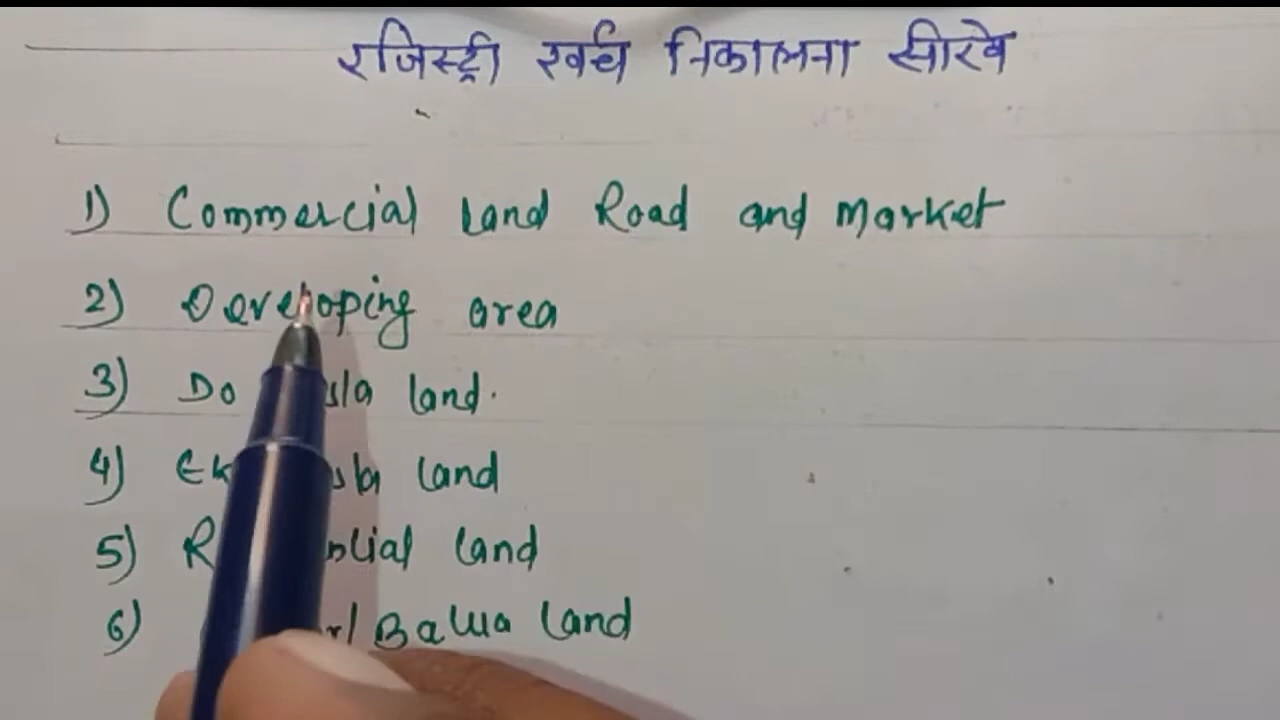 रजिस्ट्री खर्च निकालना सीखे
1) Commercial land Road and Market
2) Developing area
3) Do land.
4) land
5) land
6) Balua land